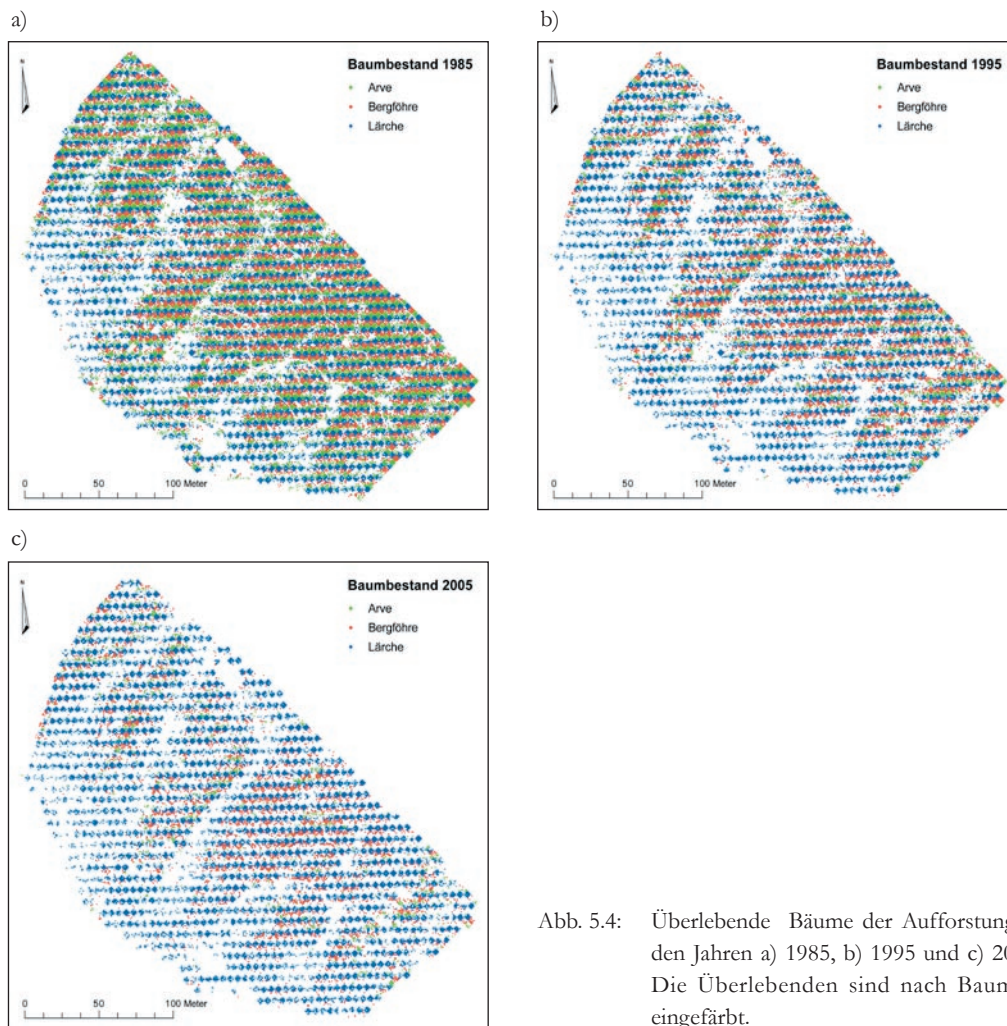 a)
N
Baumbestand 1985
Arve
Bergföhre
Lärche
0 50 100 Meter
b)
N
Baumbestand 1995
Arve
Bergföhre
Lärche
0 50 100 Meter
c)
N
Baumbestand 2005
Arve
Bergföhre
Lärche
0 50 100 Meter
Abb. 5.4: Überlebende Bäume der Aufforstung
den Jahren a) 1985, b) 1995 und c) 20
Die Überlebenden sind nach Baum
eingefärbt.